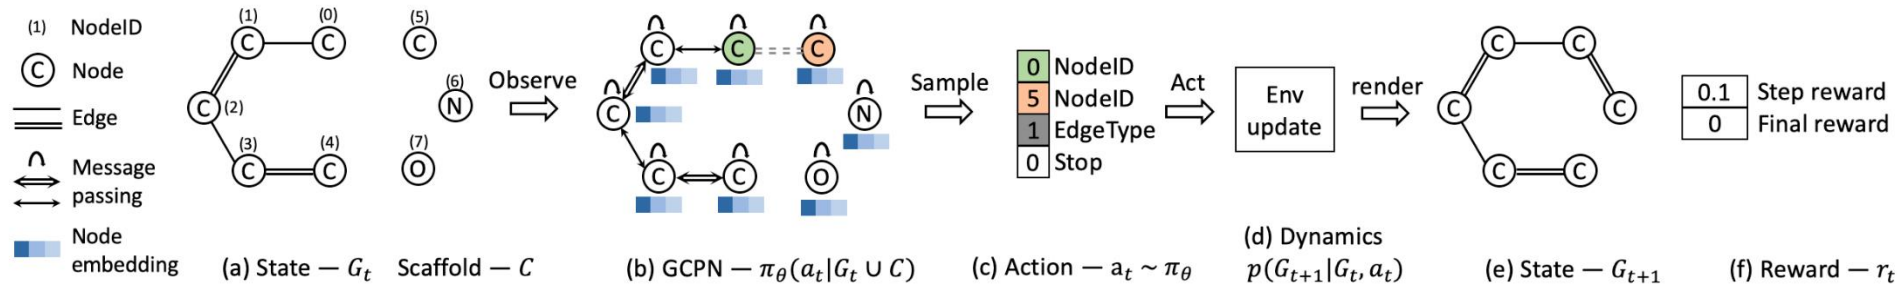 (1) NodeID
C Node
Edge
Message
passing
Node
embedding
(1) (0) (5)
C C C
(6)
C (2) N
(3) (4) (7)
C C O
(a) State — G_t Scaffold — C
Observe
C C C
C N
C C O
(b) GCPN — π_θ(a_t|G_t ∪ C)
Sample
0 NodeID
5 NodeID
1 EdgeType
0 Stop
(c) Action — a_t ~ π_θ
Act
Env
update
(d) Dynamics
p(G_{t+1}|G_t, a_t)
render
C C
C C
C C
(e) State — G_{t+1}
0.1 Step reward
0 Final reward
(f) Reward — r_t